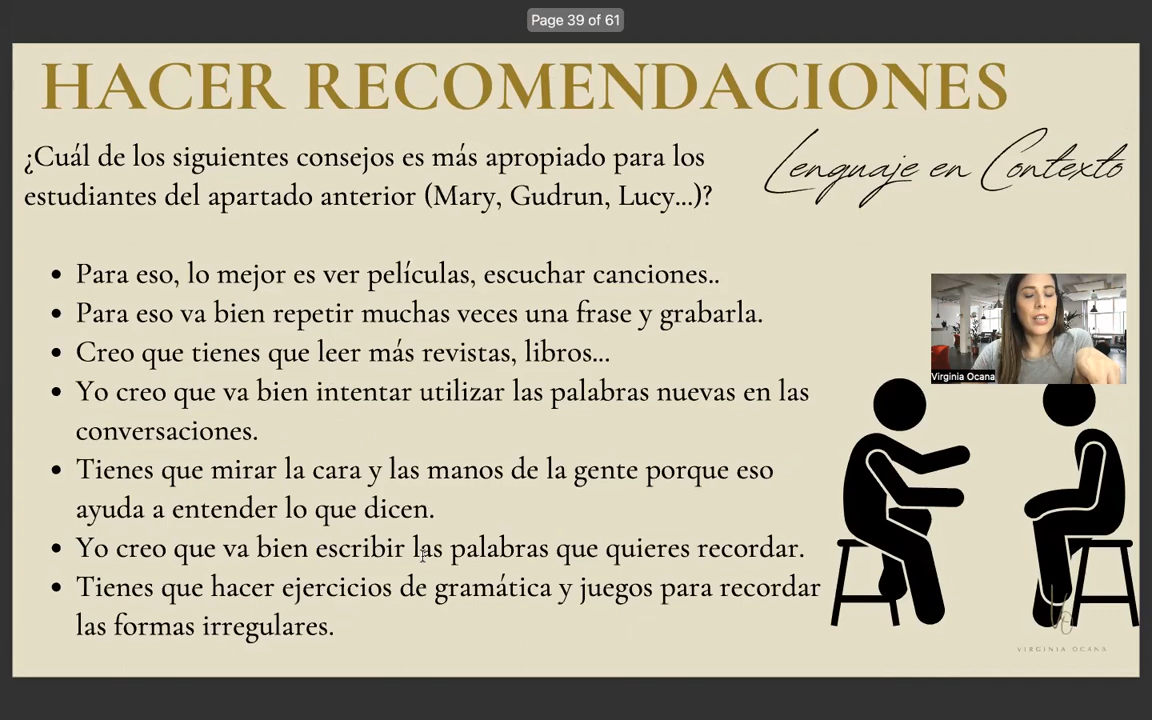 Page 39 of 61
HACER RECOMENDACIONES
¿Cuál de los siguientes consejos es más apropiado para los
estudiantes del apartado anterior (Mary, Gudrun, Lucy...)?
Lenguaje en Contexto
• Para eso, lo mejor es ver películas, escuchar canciones..
• Para eso va bien repetir muchas veces una frase y grabarla.
• Creo que tienes que leer más revistas, libros...
• Yo creo que va bien intentar utilizar las palabras nuevas en las
conversaciones.
• Tienes que mirar la cara y las manos de la gente porque eso
ayuda a entender lo que dicen.
• Yo creo que va bien escribir las palabras que quieres recordar.
• Tienes que hacer ejercicios de gramática y juegos para recordar
las formas irregulares.
Virginia Ocana
Vo
VIRGINIA OCANA